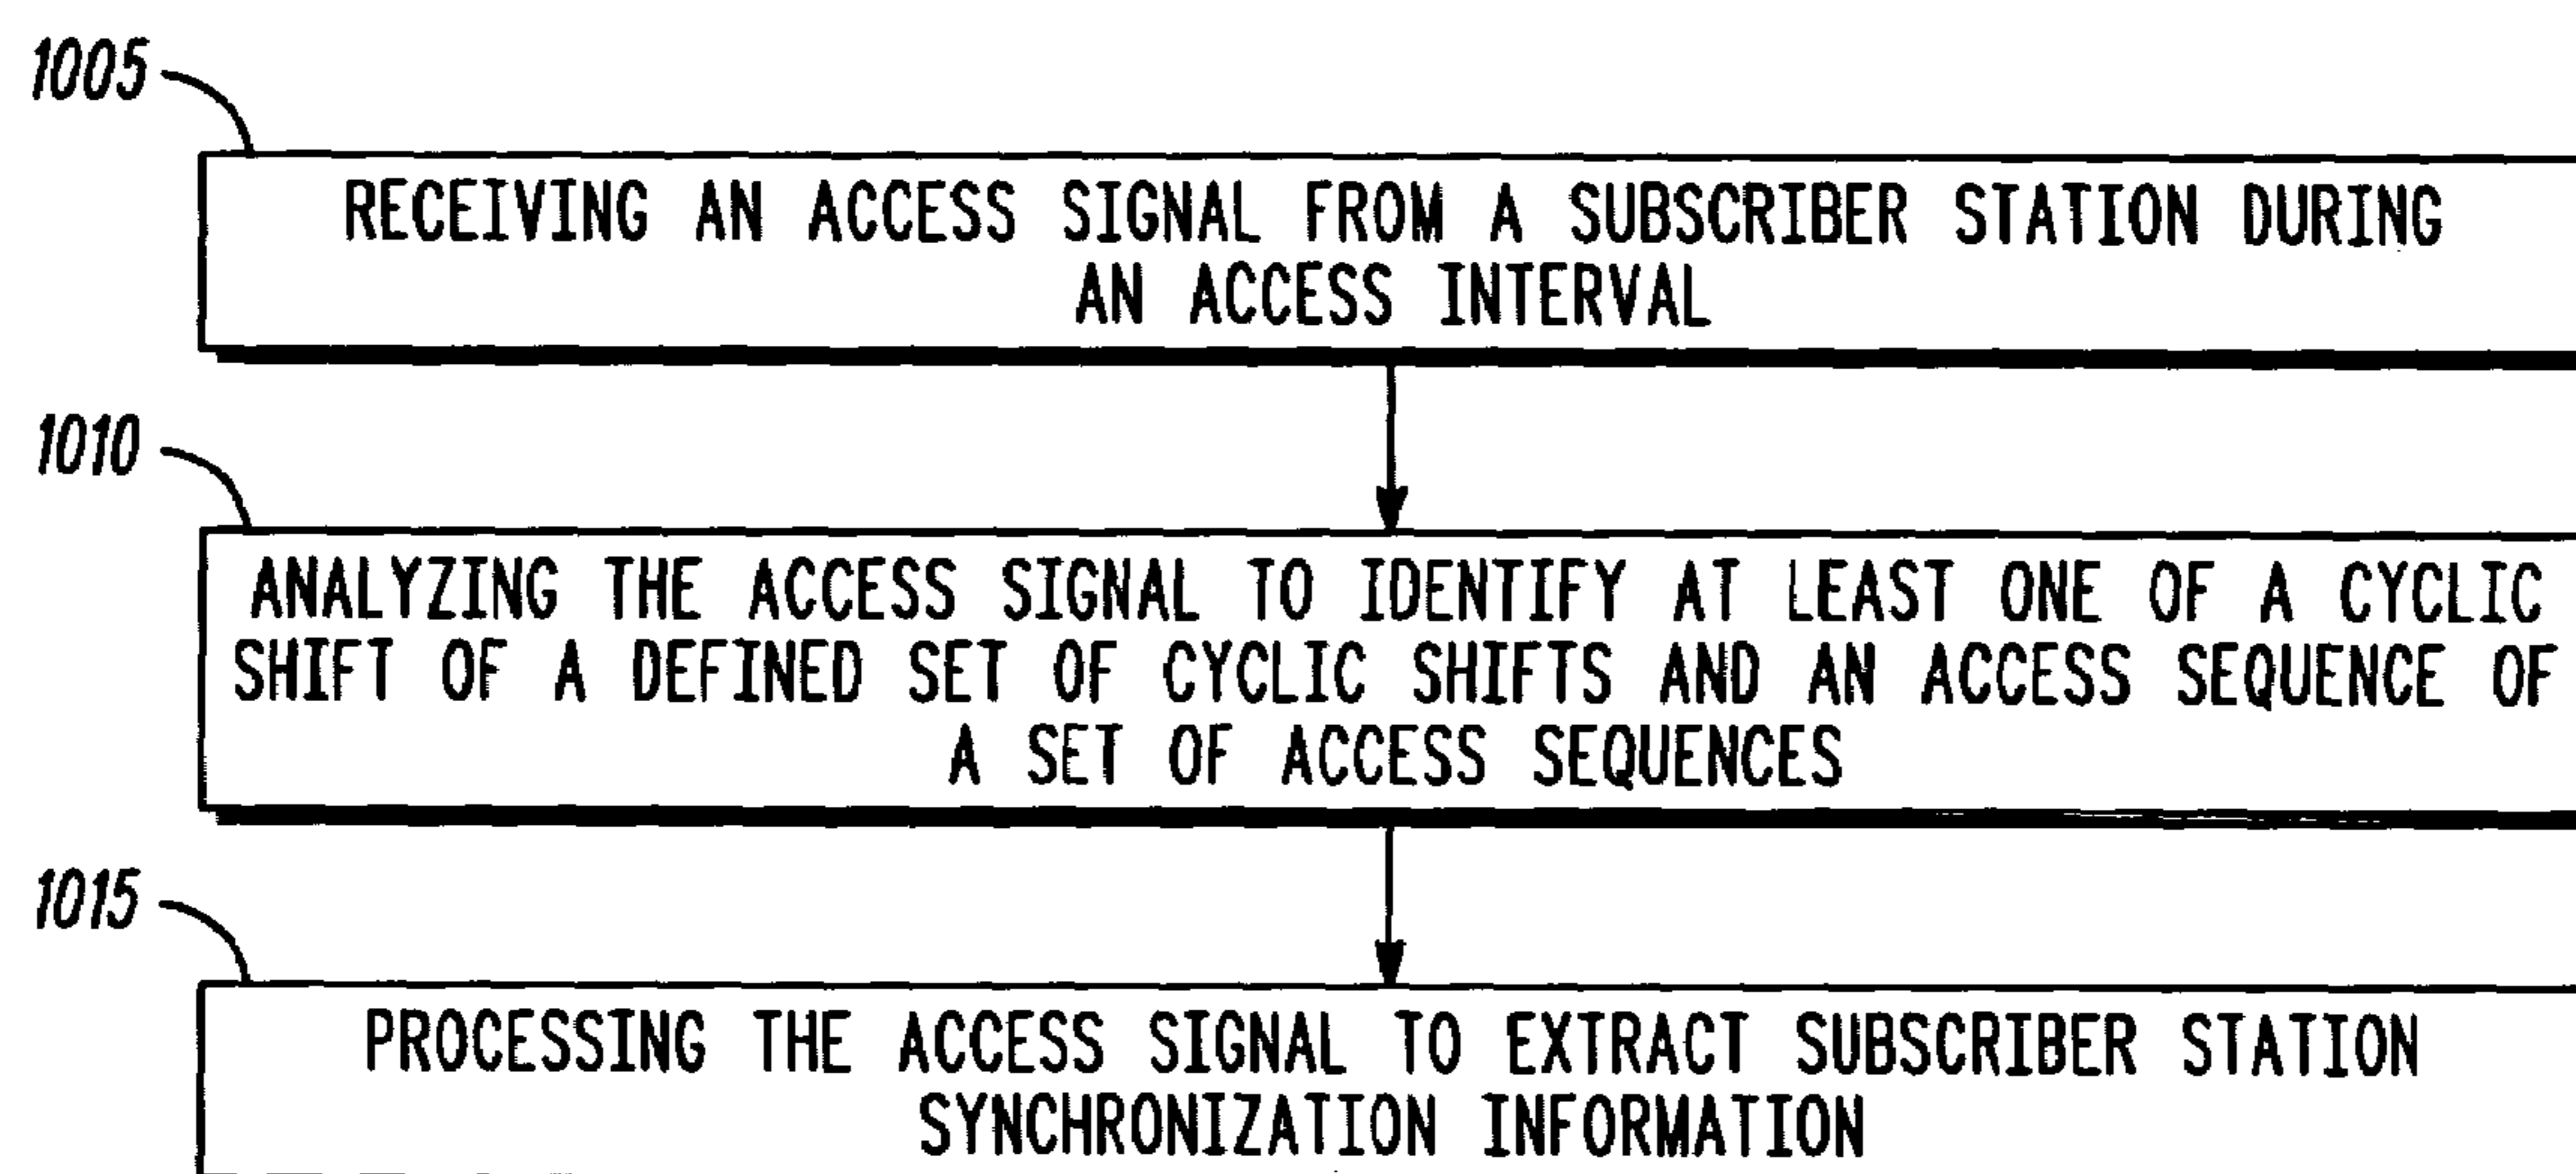 1005
RECEIVING AN ACCESS SIGNAL FROM A SUBSCRIBER STATION DURING
AN ACCESS INTERVAL
1010
ANALYZING THE ACCESS SIGNAL TO IDENTIFY AT LEAST ONE OF A CYCLIC
SHIFT OF A DEFINED SET OF CYCLIC SHIFTS AND AN ACCESS SEQUENCE OF
A SET OF ACCESS SEQUENCES
1015
PROCESSING THE ACCESS SIGNAL TO EXTRACT SUBSCRIBER STATION
SYNCHRONIZATION INFORMATION